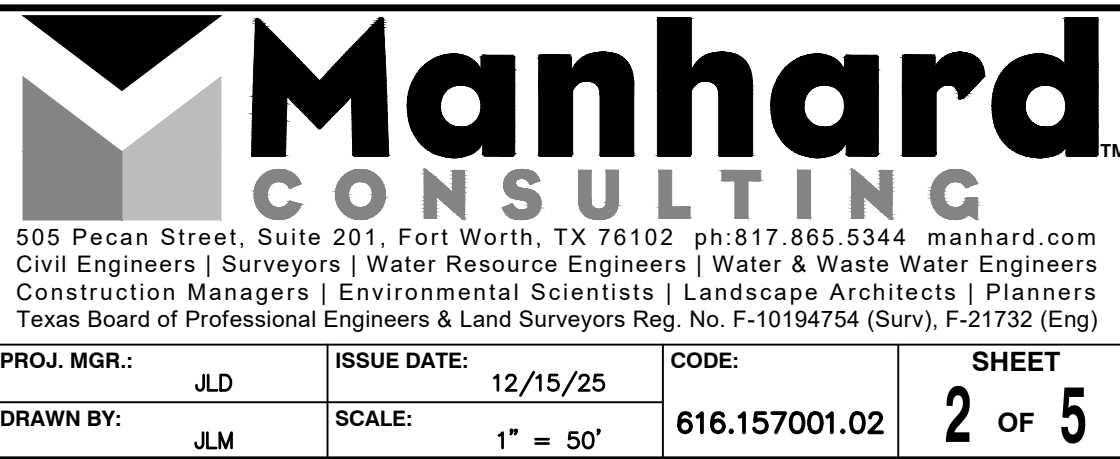 Manhard™
CONSULTING
505 Pecan Street, Suite 201, Fort Worth, TX 76102 ph:817.865.5344 manhard.com
Civil Engineers | Surveyors | Water Resource Engineers | Water & Waste Water Engineers
Construction Managers | Environmental Scientists | Landscape Architects | Planners
Texas Board of Professional Engineers & Land Surveyors Reg. No. F-10194754 (Surv), F-21732 (Eng)
PROJ. MGR.: JLD
DRAWN BY: JLM
ISSUE DATE: 12/15/25
SCALE: 1" = 50'
CODE:
616.157001.02
SHEET
2 OF 5